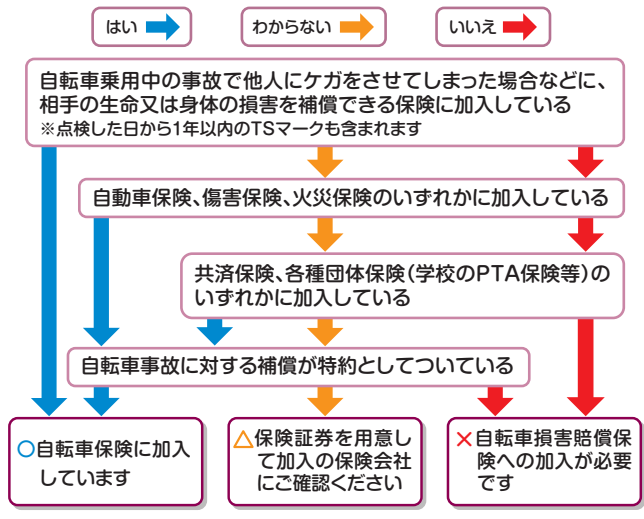 はい
わからない
いいえ
自転車乗用中の事故で他人にケガをさせてしまった場合などに、
相手の生命又は身体の損害を補償できる保険に加入している
※点検した日から1年以内のTSマークも含まれます
自動車保険、傷害保険、火災保険のいずれかに加入している
共済保険、各種団体保険(学校のPTA保険等)の
いずれかに加入している
自転車事故に対する補償が特約としてついている
○自転車保険に加入
しています
△保険証券を用意し
て加入の保険会社
にご確認ください
×自転車損害賠償保
険への加入が必要
です